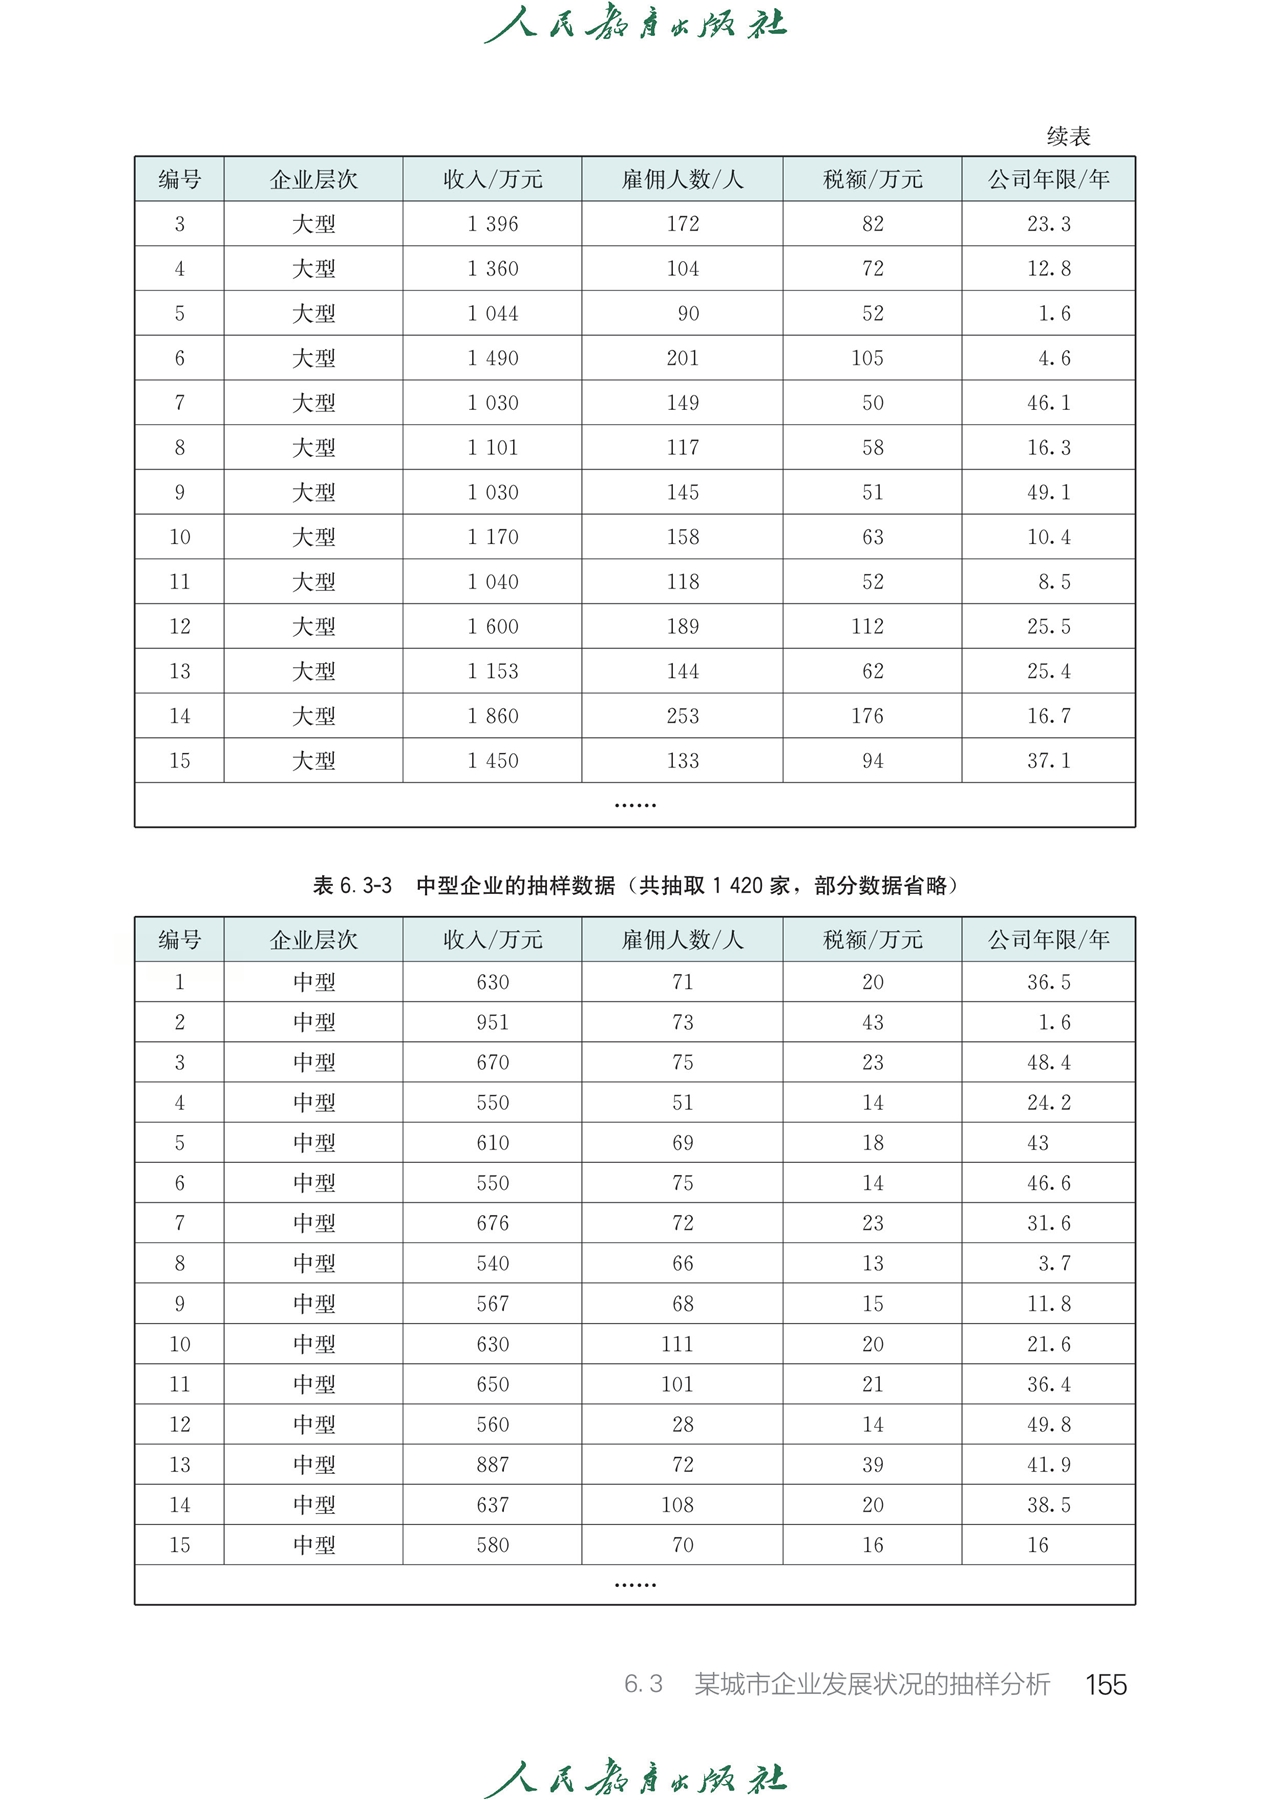 人民教育出版社
续表
编号 企业层次 收入/万元 雇佣人数/人 税额/万元 公司年限/年
3 大型 1 396 172 82 23.3
4 大型 1 360 104 72 12.8
5 大型 1 044 90 52 1.6
6 大型 1 490 201 105 4.6
7 大型 1 030 149 50 46.1
8 大型 1 101 117 58 16.3
9 大型 1 030 145 51 49.1
10 大型 1 170 158 63 10.4
11 大型 1 040 118 52 8.5
12 大型 1 600 189 112 25.5
13 大型 1 153 144 62 25.4
14 大型 1 860 253 176 16.7
15 大型 1 450 133 94 37.1
……
表 6.3-3 中型企业的抽样数据（共抽取 1 420 家，部分数据省略）
编号 企业层次 收入/万元 雇佣人数/人 税额/万元 公司年限/年
1 中型 630 71 20 36.5
2 中型 951 73 43 1.6
3 中型 670 75 23 48.4
4 中型 550 51 14 24.2
5 中型 610 69 18 43
6 中型 550 75 14 46.6
7 中型 676 72 23 31.6
8 中型 540 66 13 3.7
9 中型 567 68 15 11.8
10 中型 630 111 20 21.6
11 中型 650 101 21 36.4
12 中型 560 28 14 49.8
13 中型 887 72 39 41.9
14 中型 637 108 20 38.5
15 中型 580 70 16 16
……
6.3 某城市企业发展状况的抽样分析 155
人民教育出版社